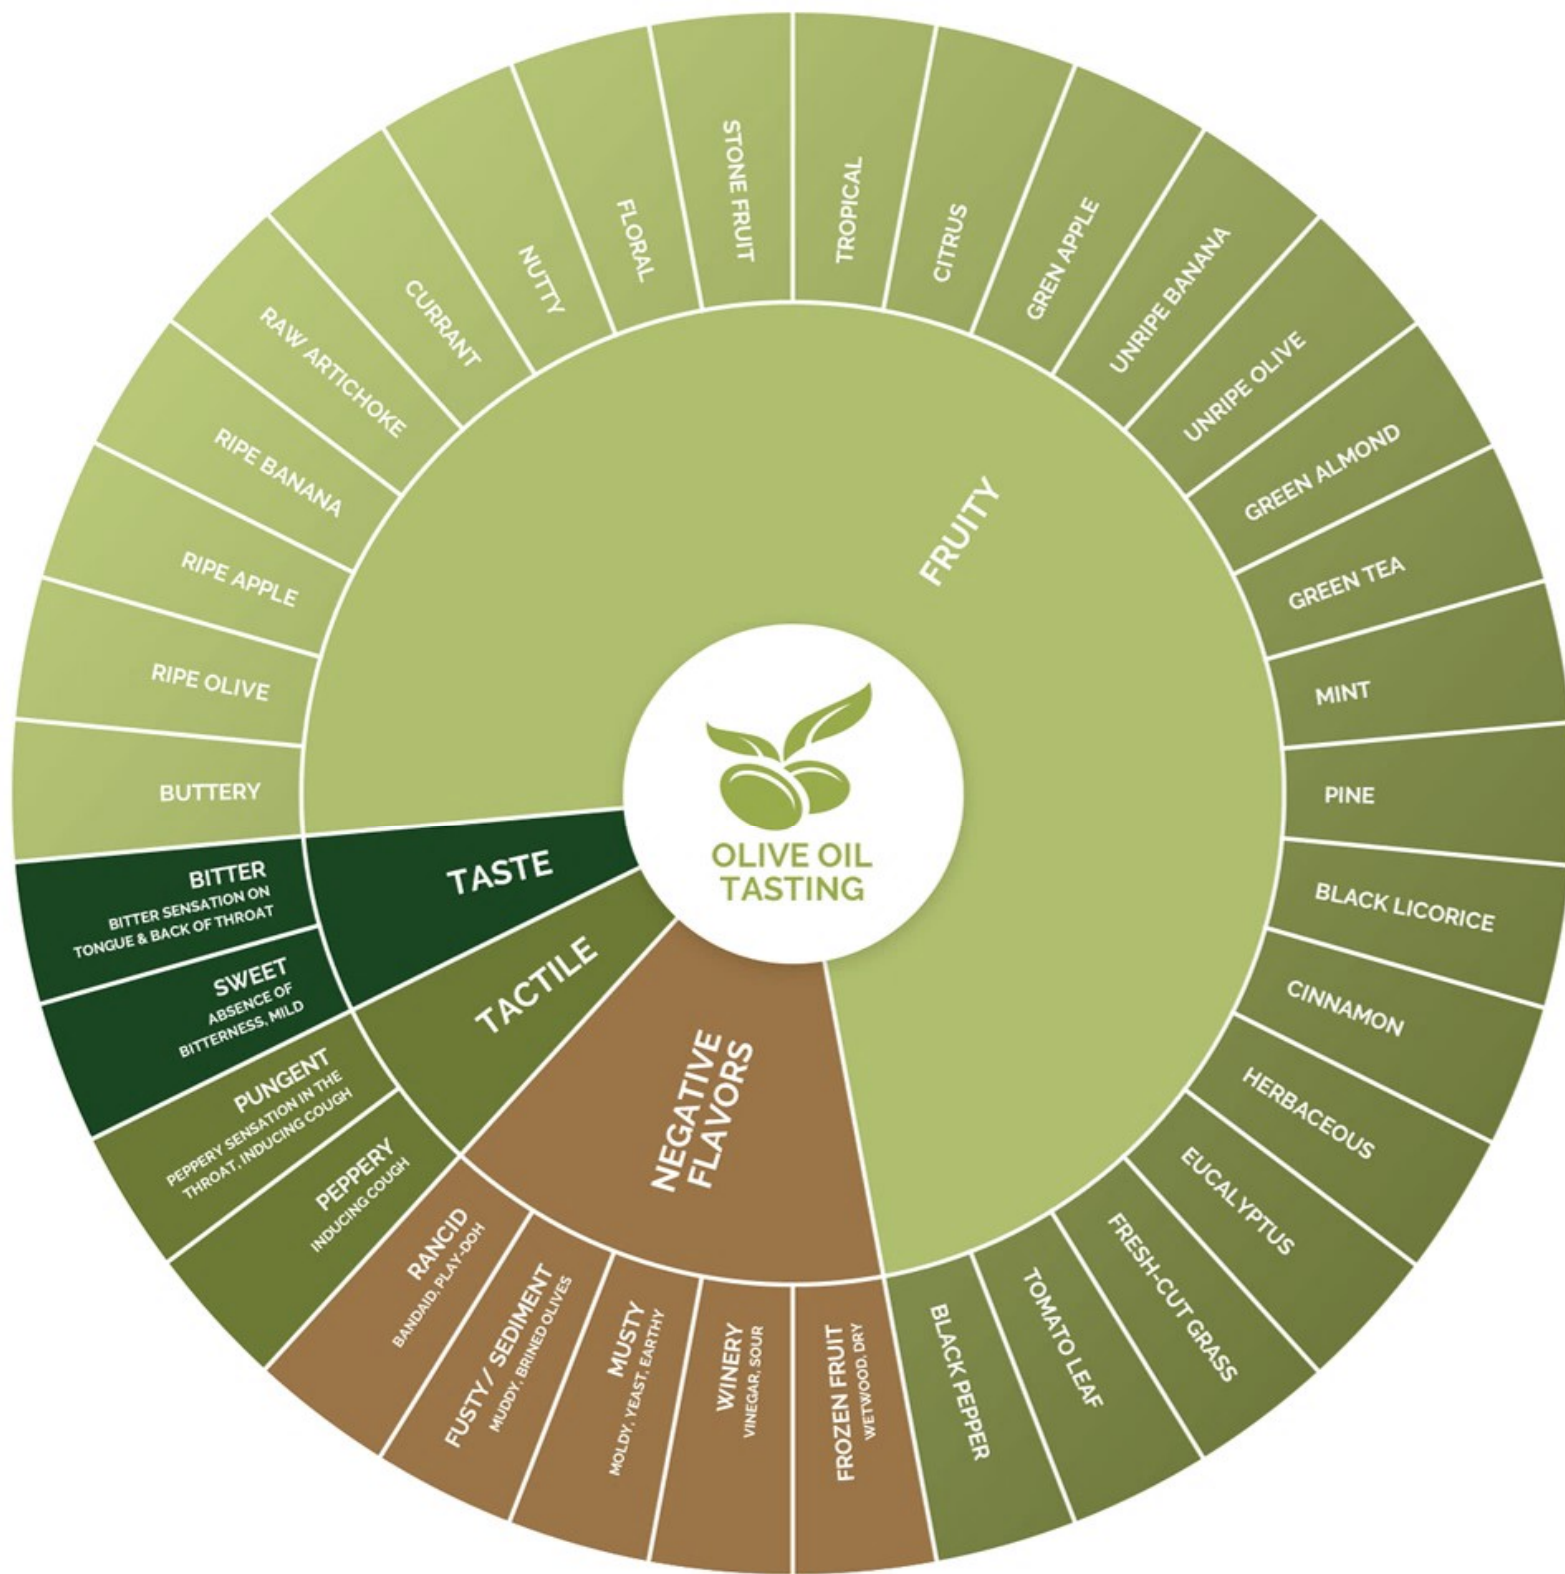 OLIVE OIL
TASTING
FRUITY
TASTE
TACTILE
NEGATIVE
FLAVORS
STONE FRUIT
TROPICAL
CITRUS
GREN APPLE
UNRIPE BANANA
UNRIPE OLIVE
GREEN ALMOND
GREEN TEA
MINT
PINE
BLACK LICORICE
CINNAMON
HERBACEOUS
EUCALYPTUS
FRESH-CUT GRASS
TOMATO LEAF
BLACK PEPPER
FROZEN FRUIT
WETWOOD, DRY
WINERY
VINEGAR, SOUR
MUSTY
MOLDY, YEAST, EARTHY
FUSTY / SEDIMENT
MUDDY, BRINED OLIVES
RANCID
BANDAID, PLAY-DOH
PEPPERY
INDUCING COUGH
PUNGENT
PEPPERY SENSATION IN THE
THROAT, INDUCING COUGH
SWEET
ABSENCE OF
BITTERNESS, MILD
BITTER
BITTER SENSATION ON
TONGUE & BACK OF THROAT
BUTTERY
RIPE OLIVE
RIPE APPLE
RIPE BANANA
RAW ARTICHOKE
CURRANT
NUTTY
FLORAL